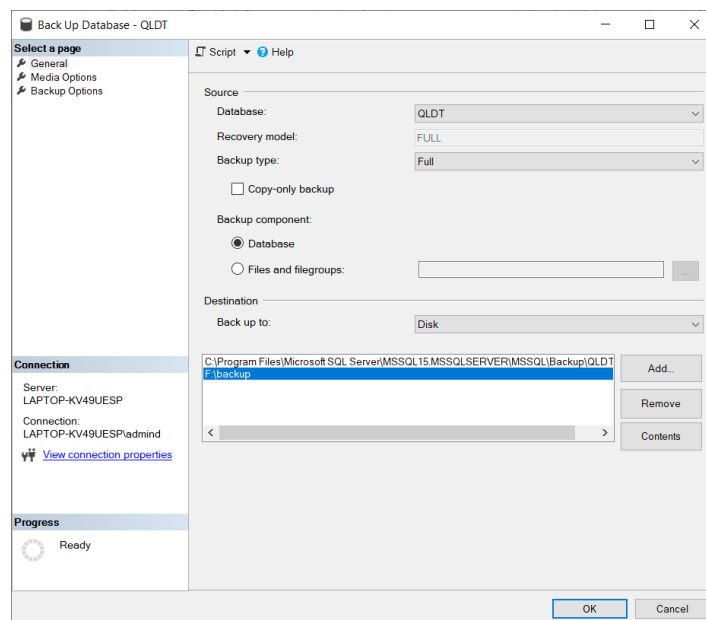 Back Up Database - QLDT
Select a page
General
Media Options
Backup Options
Script Help
Source
Database: QLDT
Recovery model: FULL
Backup type: Full
Copy-only backup
Backup component:
Database
Files and filegroups: ...
Destination
Back up to: Disk
C:\Program Files\Microsoft SQL Server\MSSQL15.MSSQLSERVER\MSSQL\Backup\QLDT
F:\backup
Add...
Remove
Contents
Connection
Server:
LAPTOP-KV49UESP
Connection:
LAPTOP-KV49UESP\admind
View connection properties
Progress
Ready
OK Cancel